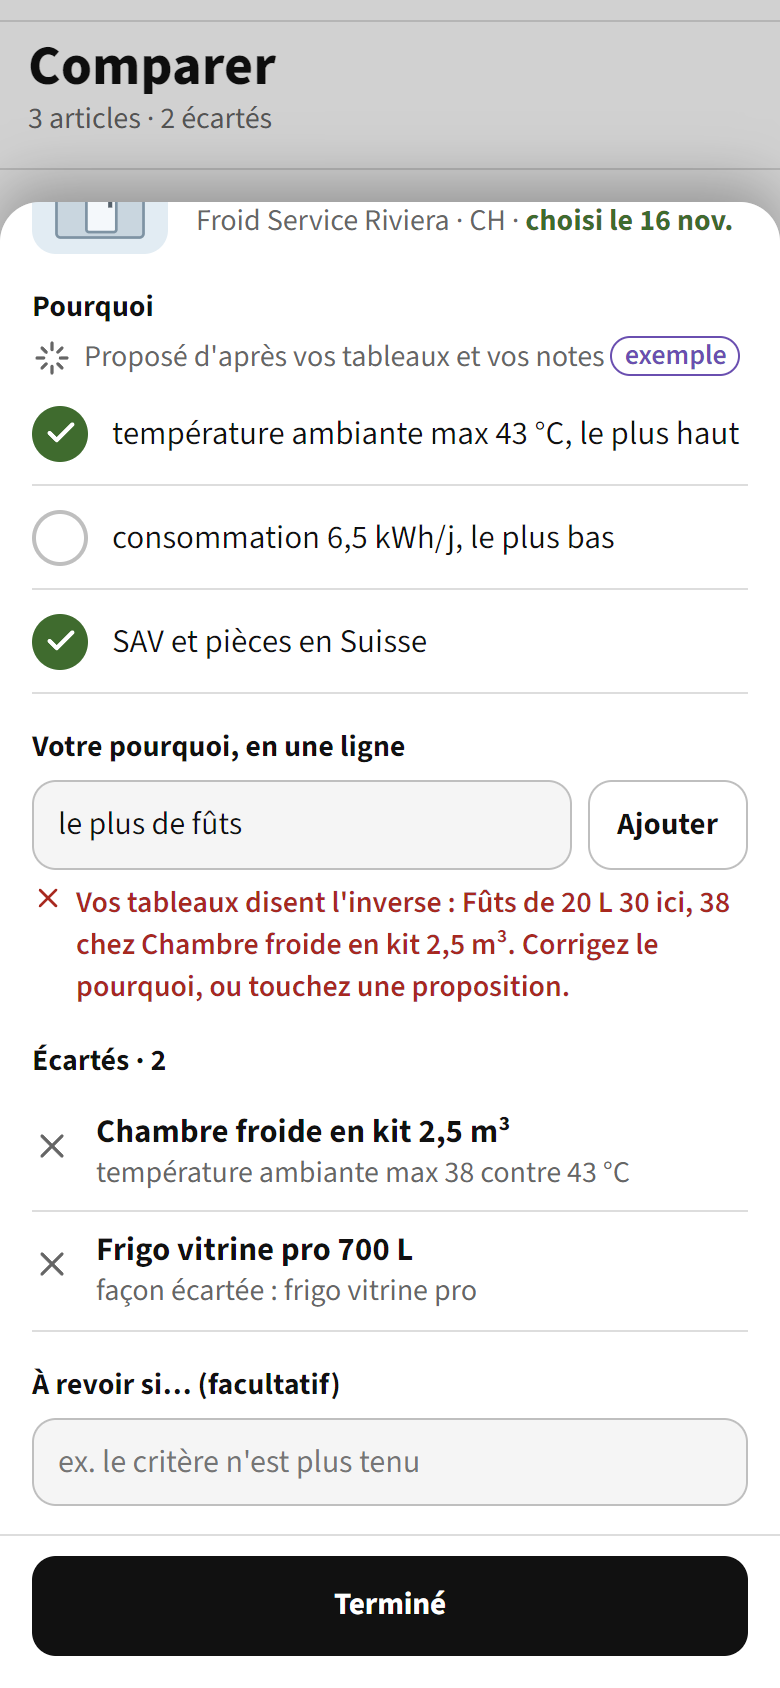 Comparer
3 articles · 2 écartés
Froid Service Riviera · CH · choisi le 16 nov.
Pourquoi
Proposé d'après vos tableaux et vos notes exemple
température ambiante max 43 °C, le plus haut
consommation 6,5 kWh/j, le plus bas
SAV et pièces en Suisse
Votre pourquoi, en une ligne
le plus de fûts
Ajouter
Vos tableaux disent l'inverse : Fûts de 20 L 30 ici, 38
chez Chambre froide en kit 2,5 m³. Corrigez le
pourquoi, ou touchez une proposition.
Écartés · 2
Chambre froide en kit 2,5 m³
température ambiante max 38 contre 43 °C
Frigo vitrine pro 700 L
façon écartée : frigo vitrine pro
À revoir si… (facultatif)
ex. le critère n'est plus tenu
Terminé